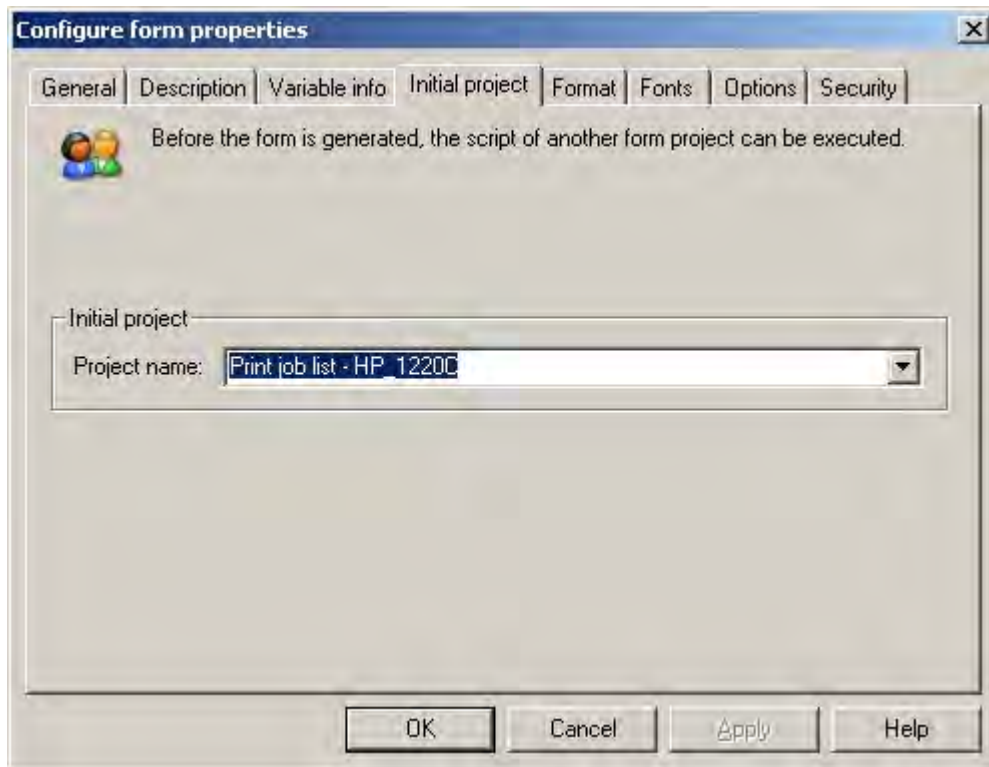 Configure form properties
General Description Variable info Initial project Format Fonts Options Security
Before the form is generated, the script of another form project can be executed.
Initial project
Project name: Print job list - HP_1220C
OK Cancel Apply Help